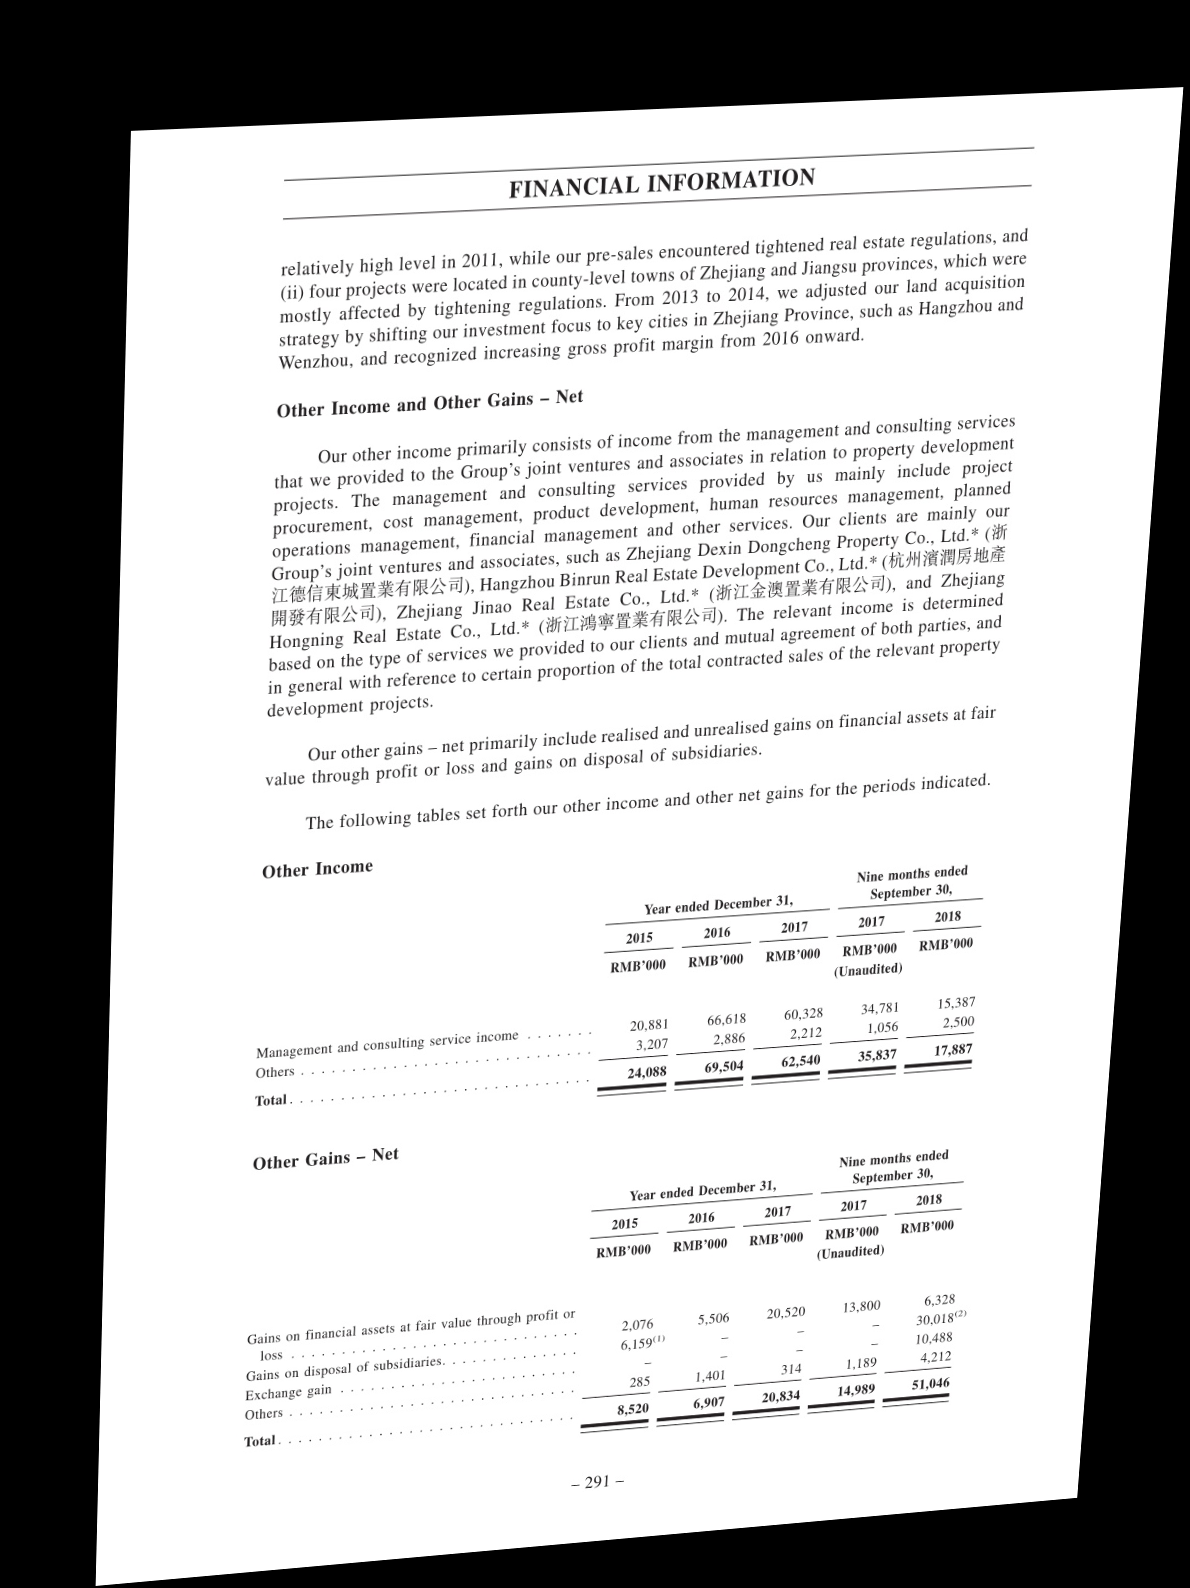 FINANCIAL INFORMATION
relatively high level in 2011, while our pre-sales encountered tightened real estate regulations, and
(ii) four projects were located in county-level towns of Zhejiang and Jiangsu provinces, which were
mostly affected by tightening regulations. From 2013 to 2014, we adjusted our land acquisition
strategy by shifting our investment focus to key cities in Zhejiang Province, such as Hangzhou and
Wenzhou, and recognized increasing gross profit margin from 2016 onward.
Other Income and Other Gains – Net
Our other income primarily consists of income from the management and consulting services
that we provided to the Group's joint ventures and associates in relation to property development
projects. The management and consulting services provided by us mainly include project
procurement, cost management, product development, human resources management, planned
operations management, financial management and other services. Our clients are mainly our
Group's joint ventures and associates, such as Zhejiang Dexin Dongcheng Property Co., Ltd.* (浙
江德信東城置業有限公司), Hangzhou Binrun Real Estate Development Co., Ltd.* (杭州濱潤房地產
開發有限公司), Zhejiang Jinao Real Estate Co., Ltd.* (浙江金澳置業有限公司), and Zhejiang
Hongning Real Estate Co., Ltd.* (浙江鴻寧置業有限公司). The relevant income is determined
based on the type of services we provided to our clients and mutual agreement of both parties, and
in general with reference to certain proportion of the total contracted sales of the relevant property
development projects.
Our other gains – net primarily include realised and unrealised gains on financial assets at fair
value through profit or loss and gains on disposal of subsidiaries.
The following tables set forth our other income and other net gains for the periods indicated.
Other Income
Year ended December 31, Nine months ended September 30,
2015 2016 2017 2017 2018
RMB'000 RMB'000 RMB'000 RMB'000 RMB'000
(Unaudited)
Management and consulting service income . . . . . . . 20,881 66,618 60,328 34,781 15,387
Others . . . . . . . . . . . . . . . . . . . . . . . . . . . . . 3,207 2,886 2,212 1,056 2,500
Total . . . . . . . . . . . . . . . . . . . . . . . . . . . . . . 24,088 69,504 62,540 35,837 17,887
Other Gains – Net
Year ended December 31, Nine months ended September 30,
2015 2016 2017 2017 2018
RMB'000 RMB'000 RMB'000 RMB'000 RMB'000
(Unaudited)
Gains on financial assets at fair value through profit or
loss . . . . . . . . . . . . . . . . . . . . . . . . . . . . . 2,076 5,506 20,520 13,800 6,328
Gains on disposal of subsidiaries. . . . . . . . . . . . . . 6,159(1) – – – 30,018(2)
Exchange gain . . . . . . . . . . . . . . . . . . . . . . . . – – – – 10,488
Others . . . . . . . . . . . . . . . . . . . . . . . . . . . . . 285 1,401 314 1,189 4,212
Total . . . . . . . . . . . . . . . . . . . . . . . . . . . . . . 8,520 6,907 20,834 14,989 51,046
– 291 –